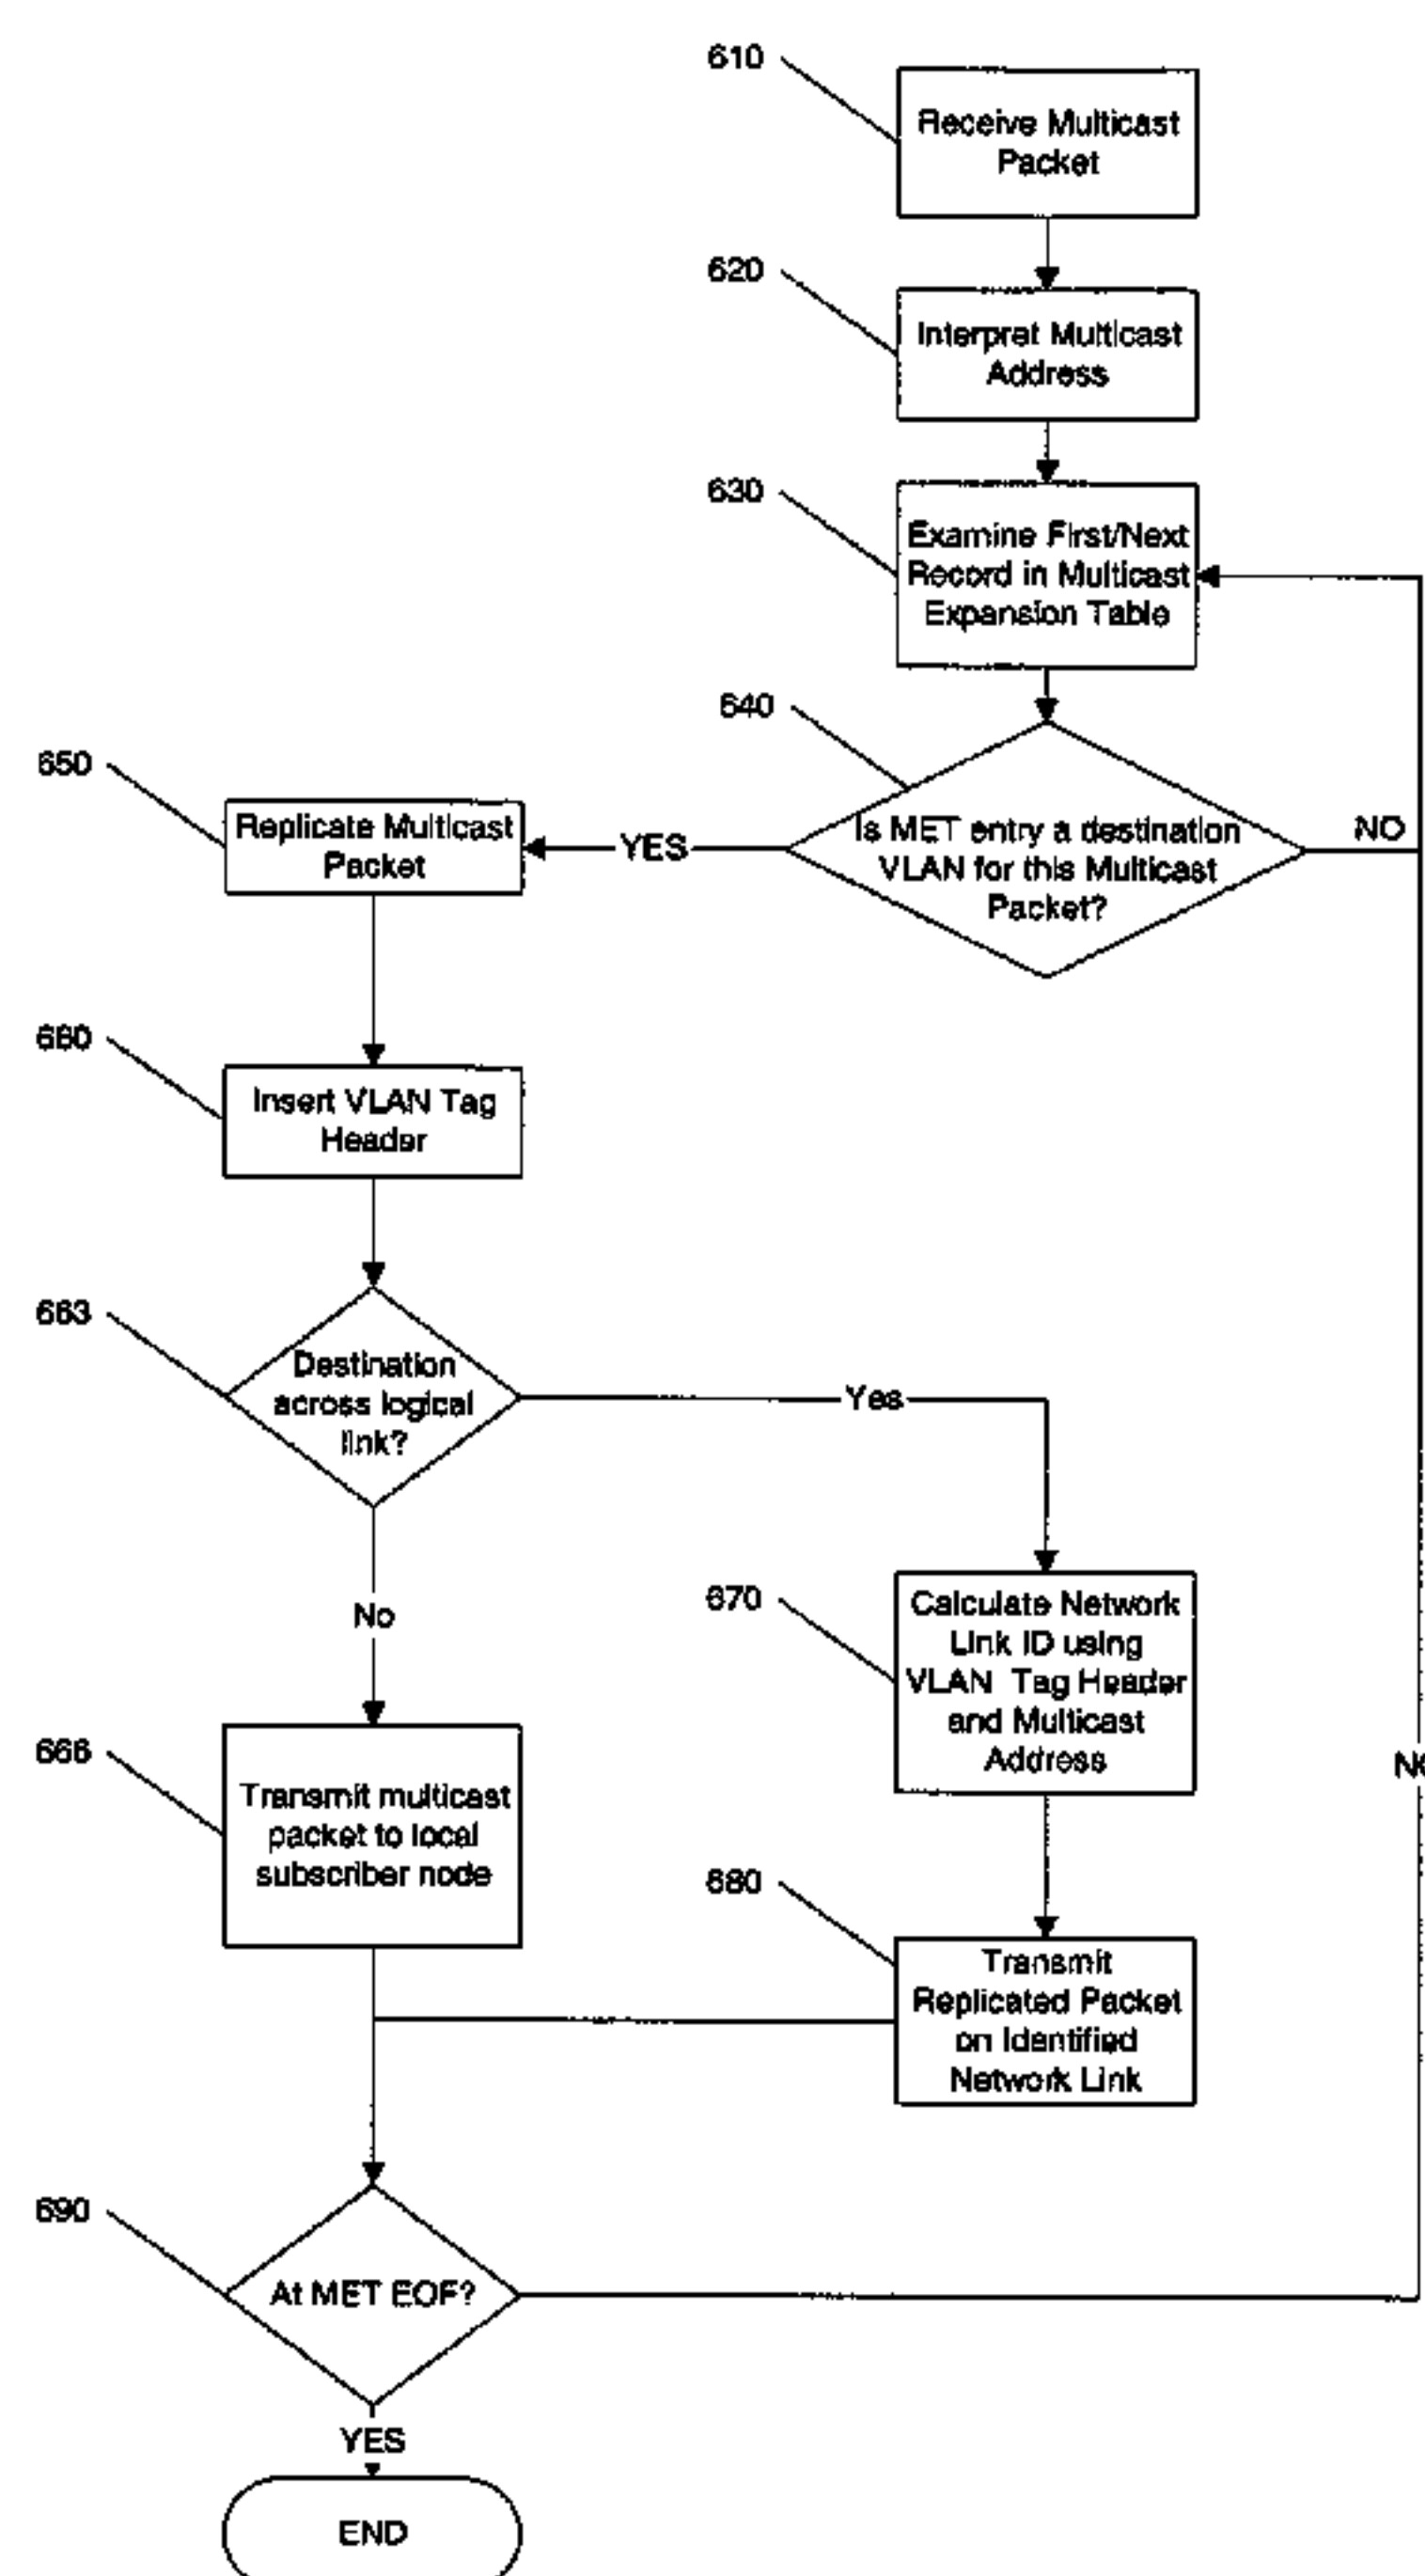 610
Receive Multicast
Packet
620
Interpret Multicast
Address
630
Examine First/Next
Record in Multicast
Expansion Table
640
Is MET entry a destination
VLAN for this Multicast
Packet?
NO
YES
650
Replicate Multicast
Packet
660
Insert VLAN Tag
Header
663
Destination
across logical
link?
Yes
No
670
Calculate Network
Link ID using
VLAN Tag Header
and Multicast
Address
666
Transmit multicast
packet to local
subscriber node
680
Transmit
Replicated Packet
on Identified
Network Link
690
At MET EOF?
YES
END